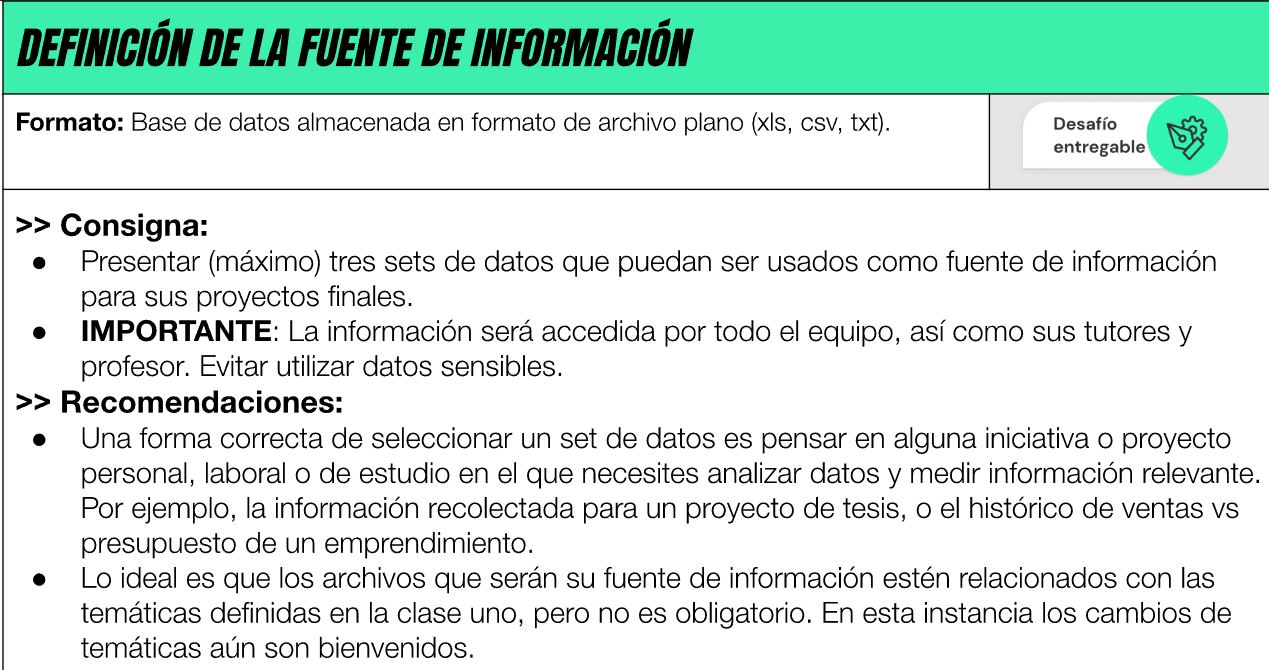 DEFINICIÓN DE LA FUENTE DE INFORMACIÓN
Formato: Base de datos almacenada en formato de archivo plano (xls, csv, txt).
Desafío
entregable
>> Consigna:
● Presentar (máximo) tres sets de datos que puedan ser usados como fuente de información
para sus proyectos finales.
● IMPORTANTE: La información será accedida por todo el equipo, así como sus tutores y
profesor. Evitar utilizar datos sensibles.
>> Recomendaciones:
● Una forma correcta de seleccionar un set de datos es pensar en alguna iniciativa o proyecto
personal, laboral o de estudio en el que necesites analizar datos y medir información relevante.
Por ejemplo, la información recolectada para un proyecto de tesis, o el histórico de ventas vs
presupuesto de un emprendimiento.
● Lo ideal es que los archivos que serán su fuente de información estén relacionados con las
temáticas definidas en la clase uno, pero no es obligatorio. En esta instancia los cambios de
temáticas aún son bienvenidos.